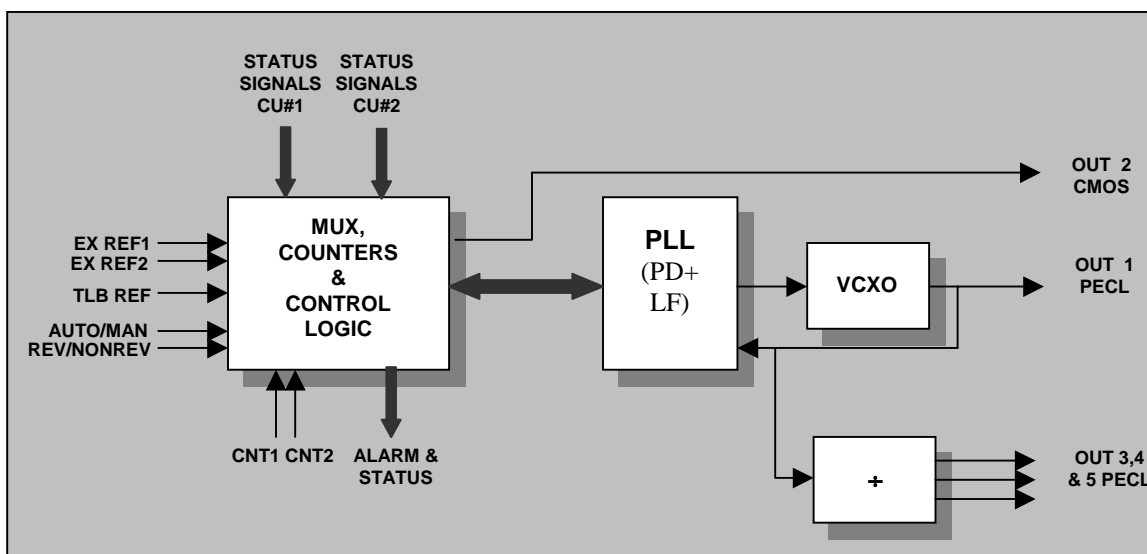 STATUS
SIGNALS
CU#1
STATUS
SIGNALS
CU#2
OUT 2
CMOS
EX REF1
EX REF2
TLB REF
AUTO/MAN
REV/NONREV
MUX,
COUNTERS
&
CONTROL
LOGIC
PLL
(PD+
LF)
VCXO
OUT 1
PECL
CNT1 CNT2
ALARM &
STATUS
÷
OUT 3,4
& 5 PECL